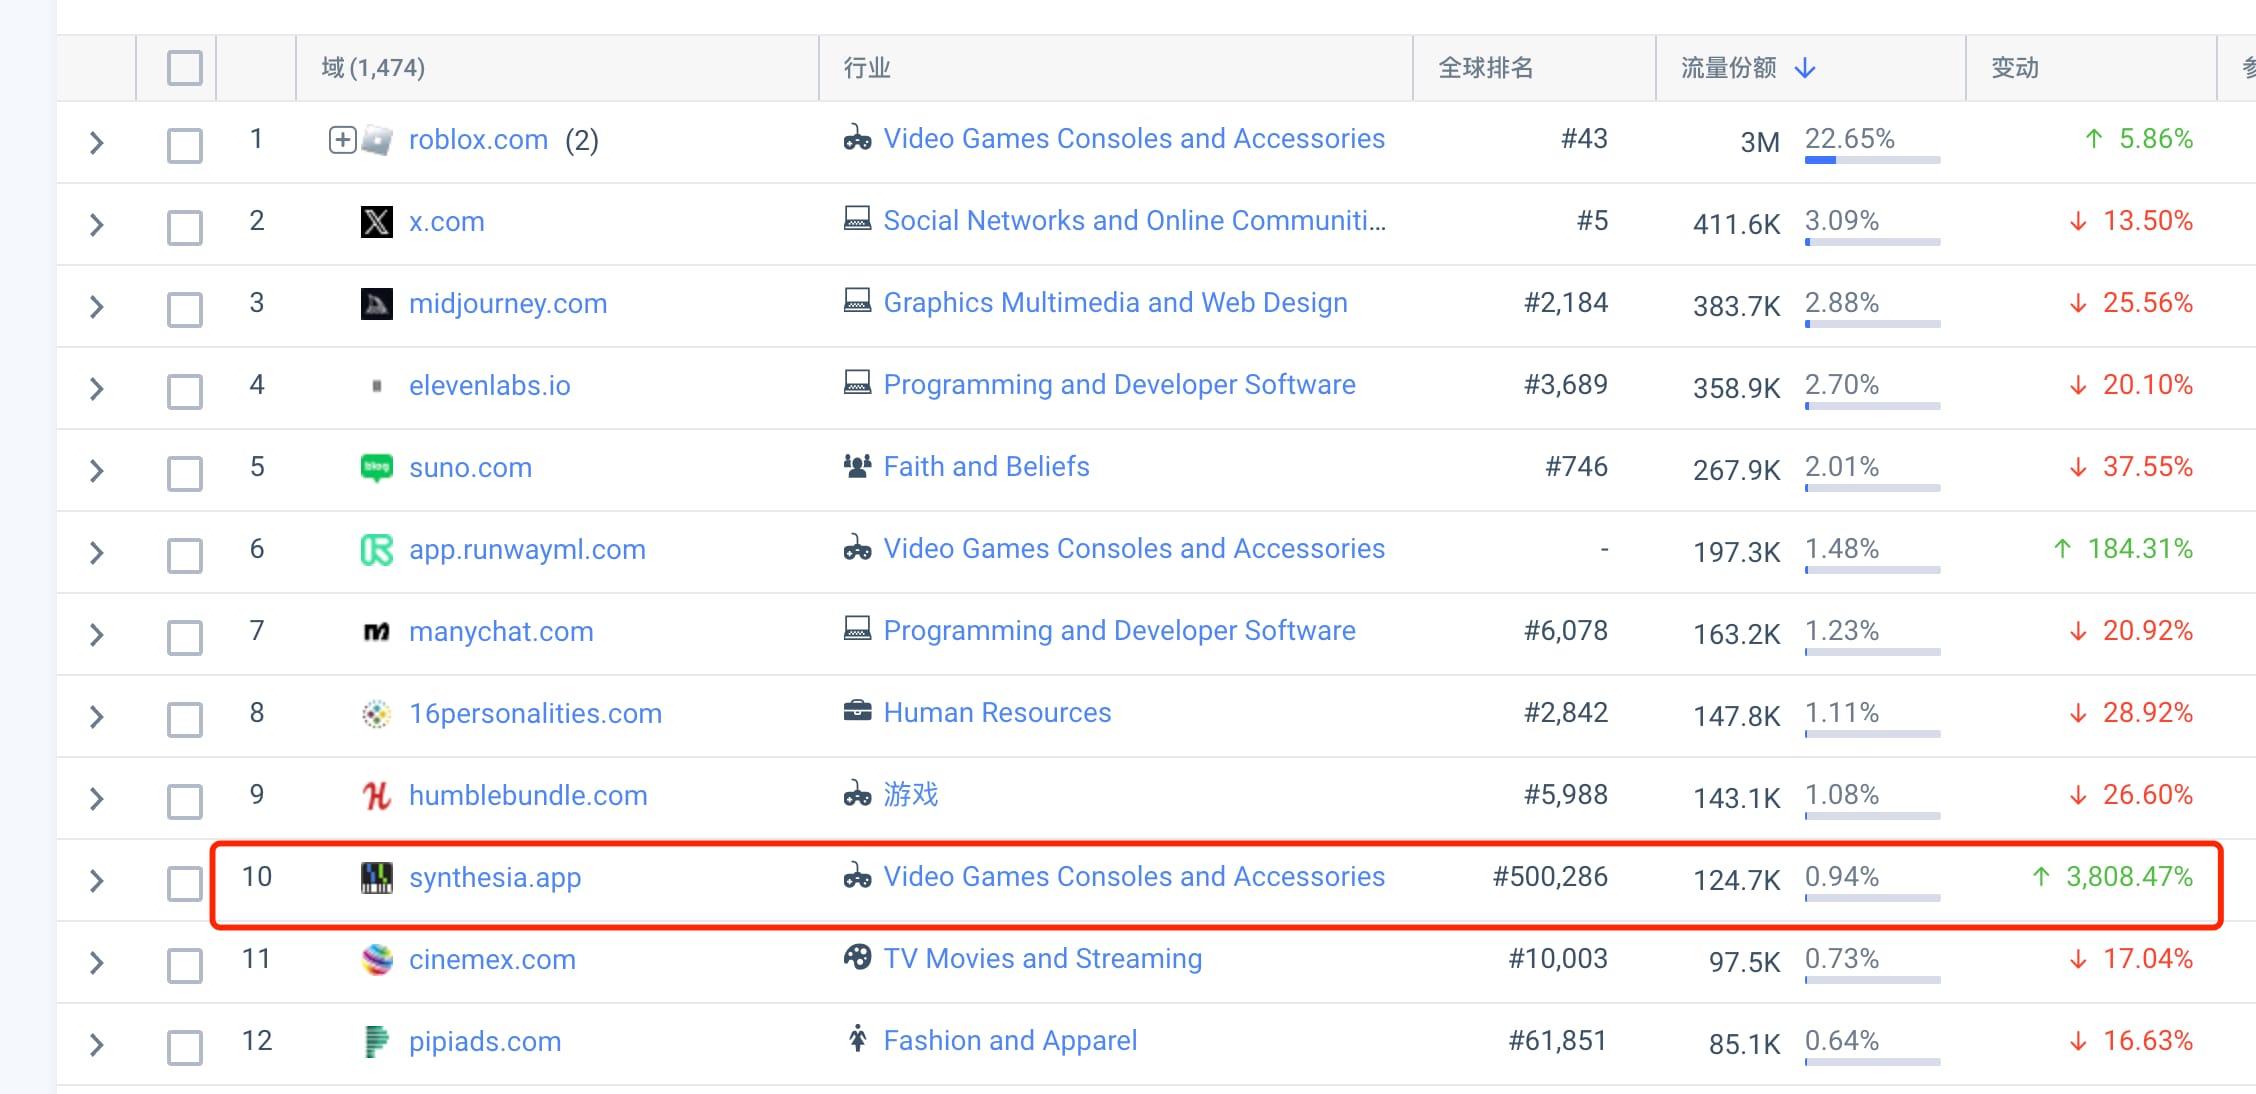 域 (1,474) 行业 全球排名 流量份额 变动
1 roblox.com (2) Video Games Consoles and Accessories #43 3M 22.65% 5.86%
2 x.com Social Networks and Online Communiti... #5 411.6K 3.09% 13.50%
3 midjourney.com Graphics Multimedia and Web Design #2,184 383.7K 2.88% 25.56%
4 elevenlabs.io Programming and Developer Software #3,689 358.9K 2.70% 20.10%
5 blog suno.com Faith and Beliefs #746 267.9K 2.01% 37.55%
6 app.runwayml.com Video Games Consoles and Accessories - 197.3K 1.48% 184.31%
7 manychat.com Programming and Developer Software #6,078 163.2K 1.23% 20.92%
8 16personalities.com Human Resources #2,842 147.8K 1.11% 28.92%
9 humblebundle.com 游戏 #5,988 143.1K 1.08% 26.60%
10 synthesia.app Video Games Consoles and Accessories #500,286 124.7K 0.94% 3,808.47%
11 cinemex.com TV Movies and Streaming #10,003 97.5K 0.73% 17.04%
12 pipiads.com Fashion and Apparel #61,851 85.1K 0.64% 16.63%